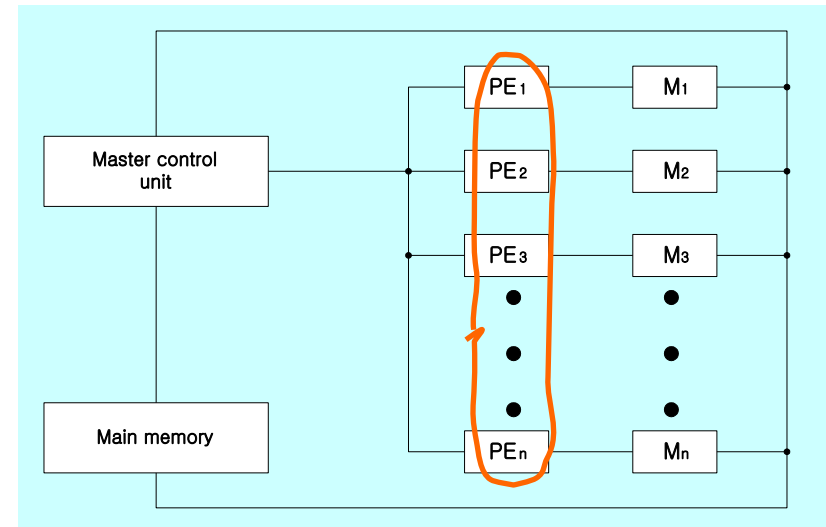 PE1 M1
Master control
unit
PE2 M2
PE3 M3
Main memory
PEn Mn